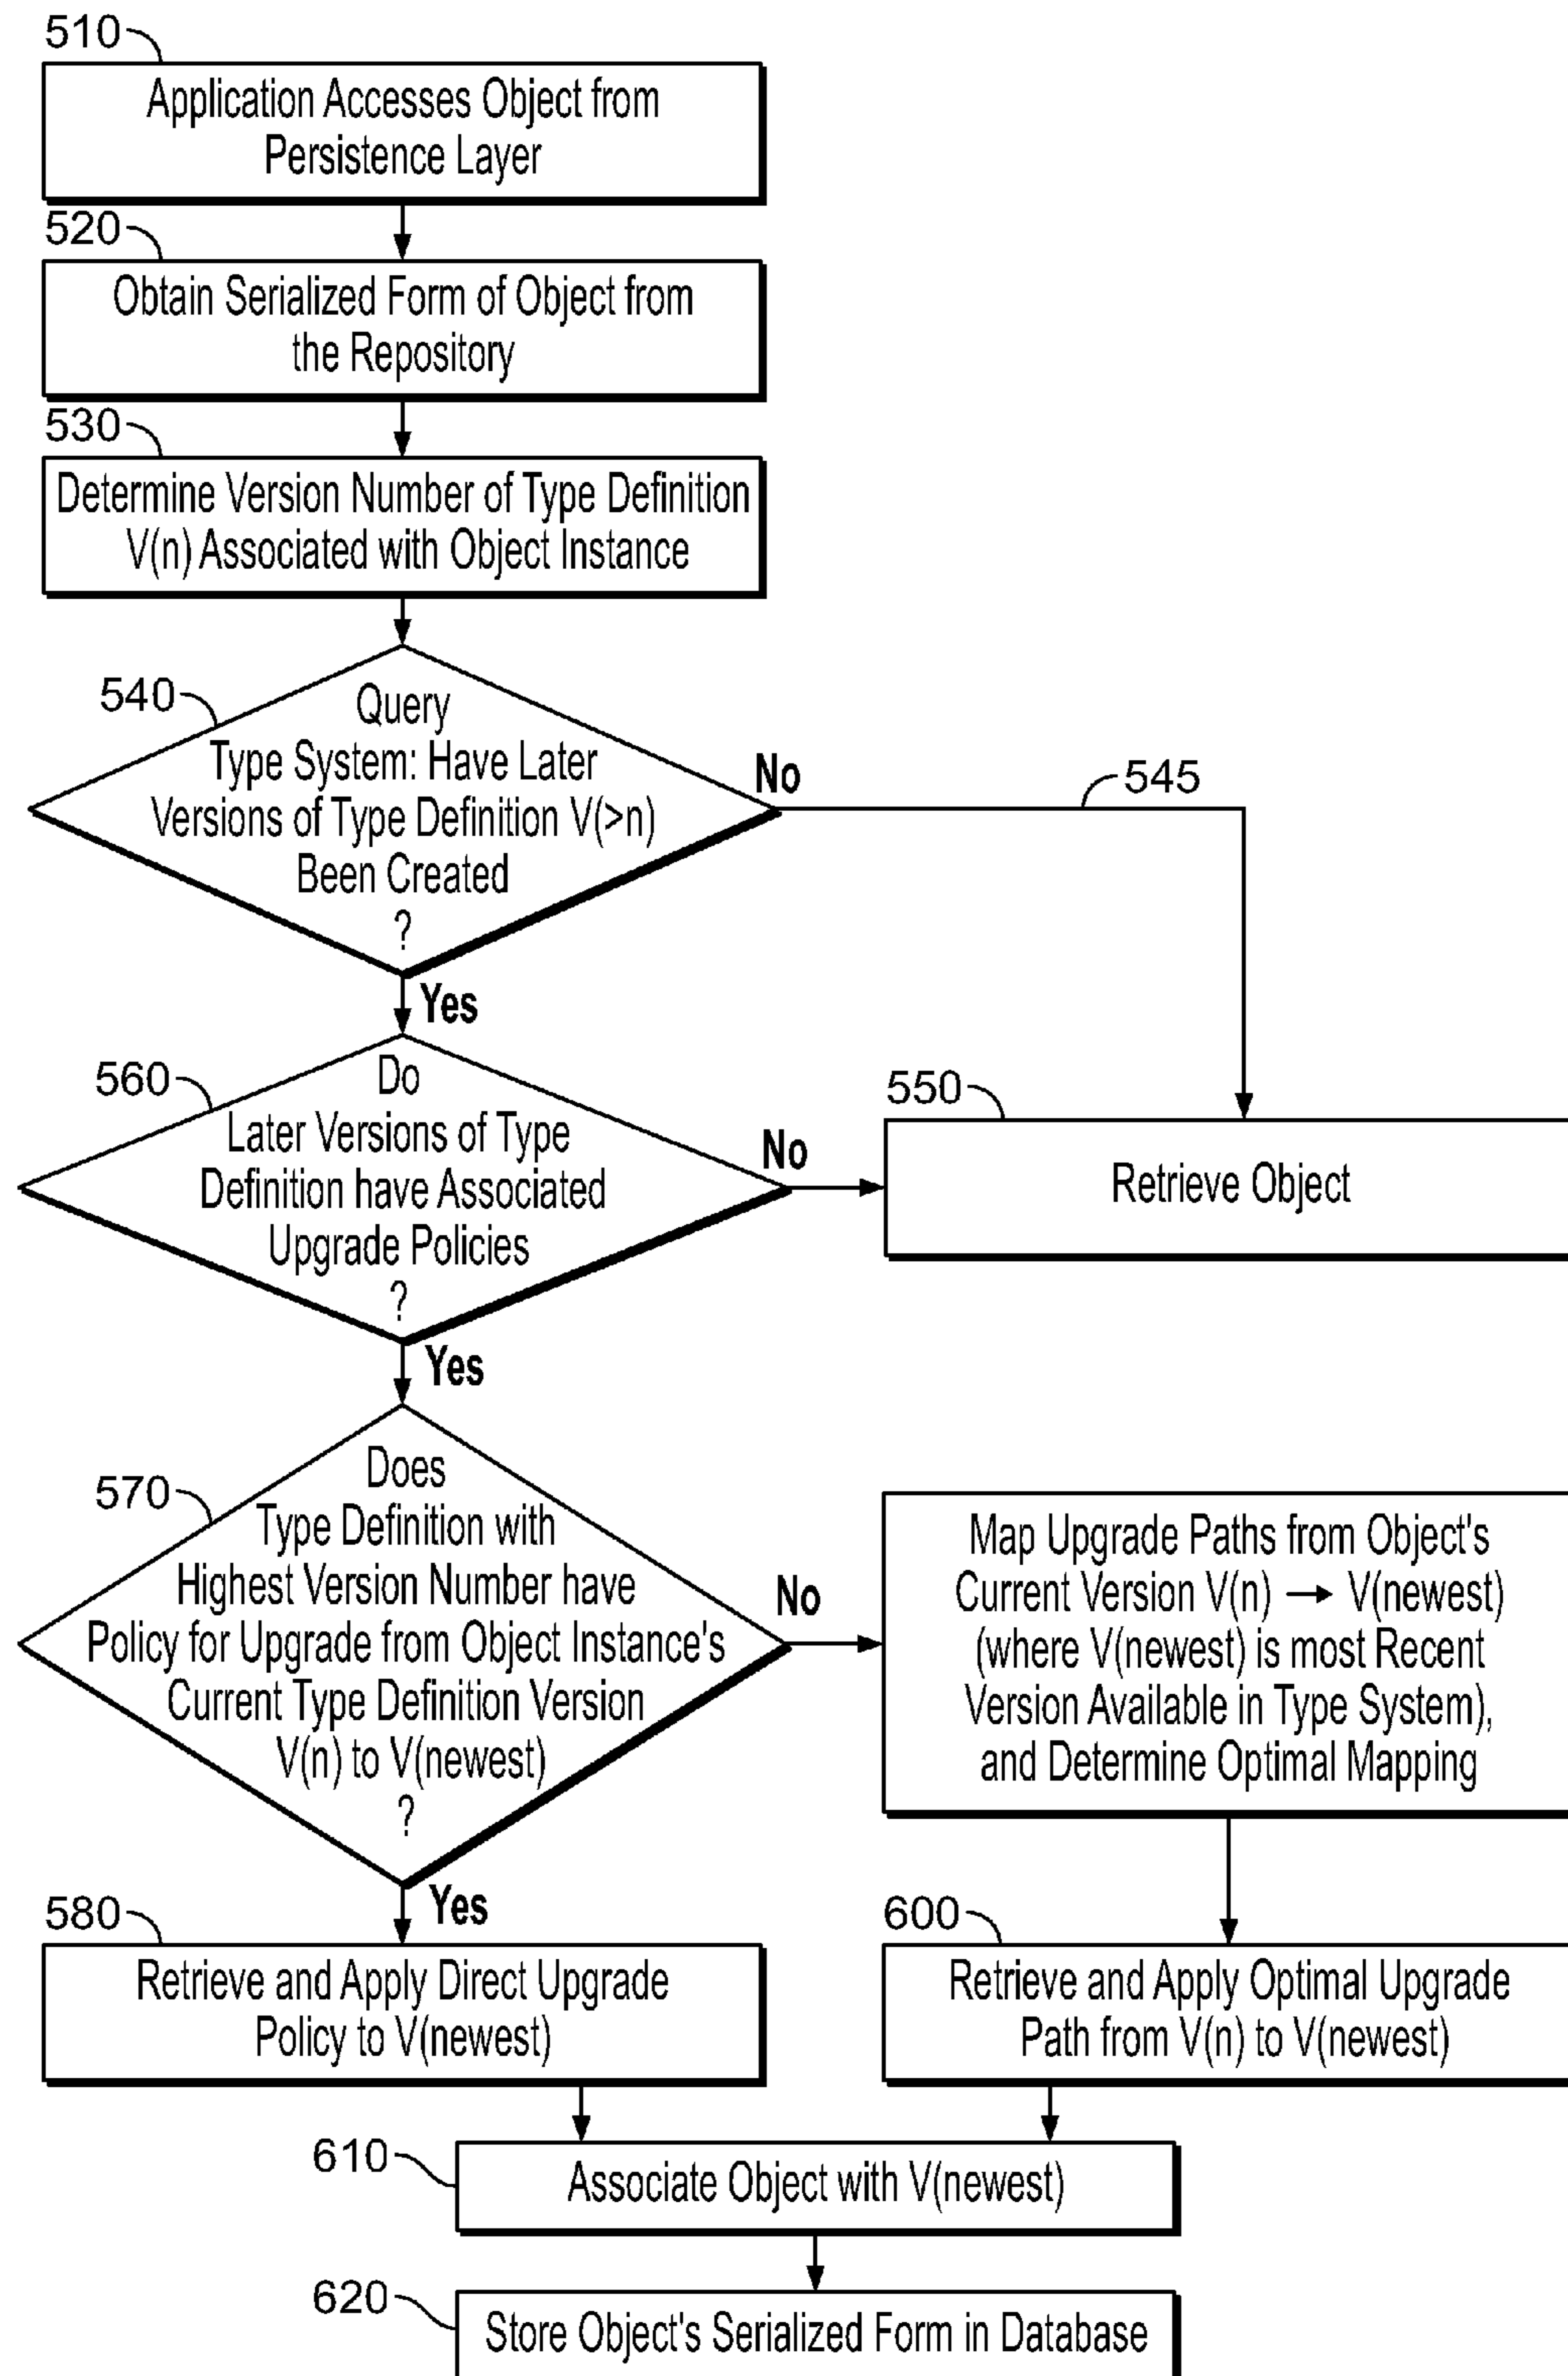 510
Application Accesses Object from
Persistence Layer
520
Obtain Serialized Form of Object from
the Repository
530
Determine Version Number of Type Definition
V(n) Associated with Object Instance
540
Query
Type System: Have Later
Versions of Type Definition V(>n)
Been Created
?
No
545
Yes
560
Do
Later Versions of Type
Definition have Associated
Upgrade Policies
?
No
550
Retrieve Object
Yes
570
Does
Type Definition with
Highest Version Number have
Policy for Upgrade from Object Instance's
Current Type Definition Version
V(n) to V(newest)
?
No
Map Upgrade Paths from Object's
Current Version V(n) → V(newest)
(where V(newest) is most Recent
Version Available in Type System),
and Determine Optimal Mapping
Yes
580
Retrieve and Apply Direct Upgrade
Policy to V(newest)
600
Retrieve and Apply Optimal Upgrade
Path from V(n) to V(newest)
610
Associate Object with V(newest)
620
Store Object's Serialized Form in Database